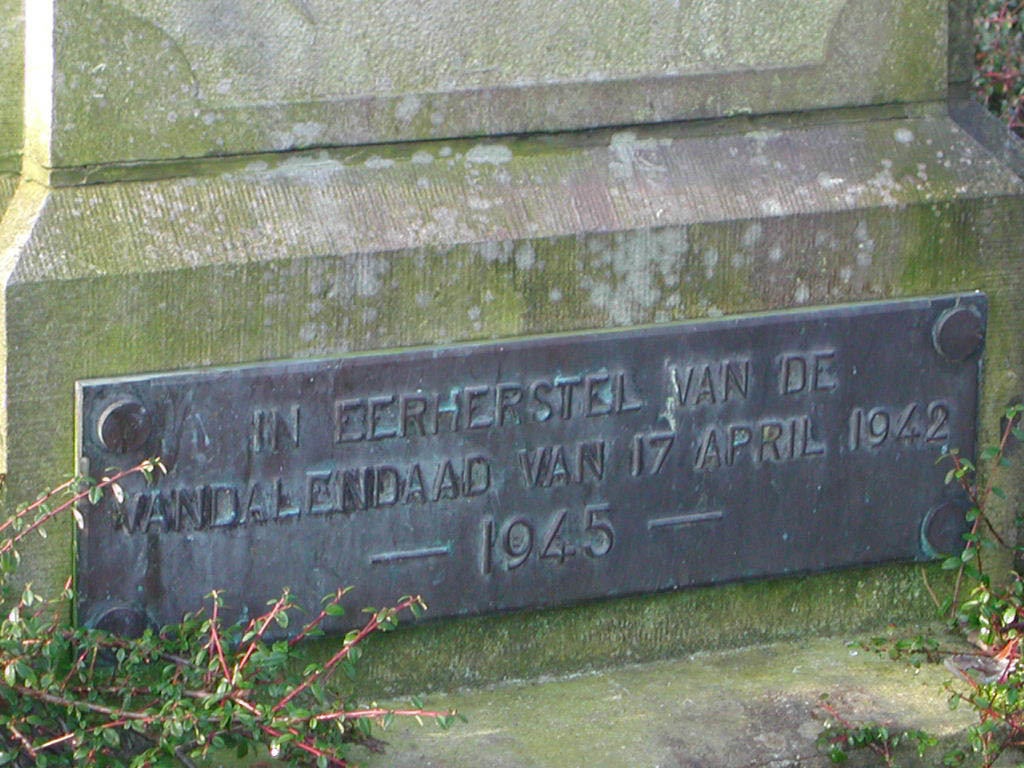 IN EERHERSTEL VAN DE
VANDALENDAAD VAN 17 APRIL 1942
— 1945 —